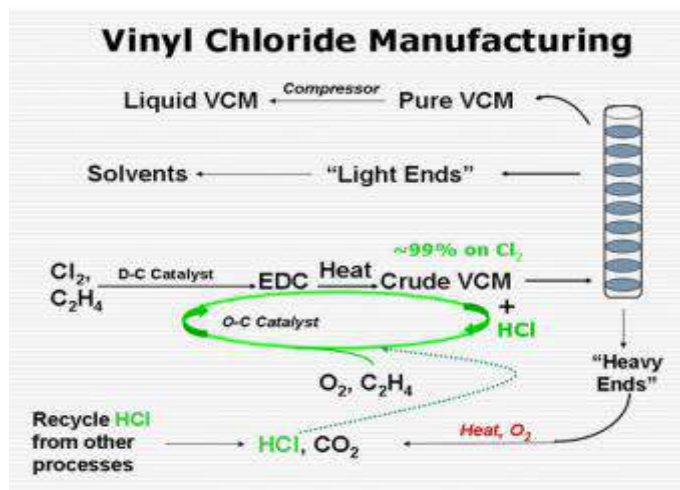 Vinyl Chloride Manufacturing
Liquid VCM
Compressor
Pure VCM
Solvents
“Light Ends”
~99% on Cl₂
Cl₂,
C₂H₄
D-C Catalyst
EDC
Heat
Crude VCM
+
HCl
O-C Catalyst
O₂, C₂H₄
“Heavy
Ends”
Recycle HCl
from other
processes
HCl, CO₂
Heat, O₂